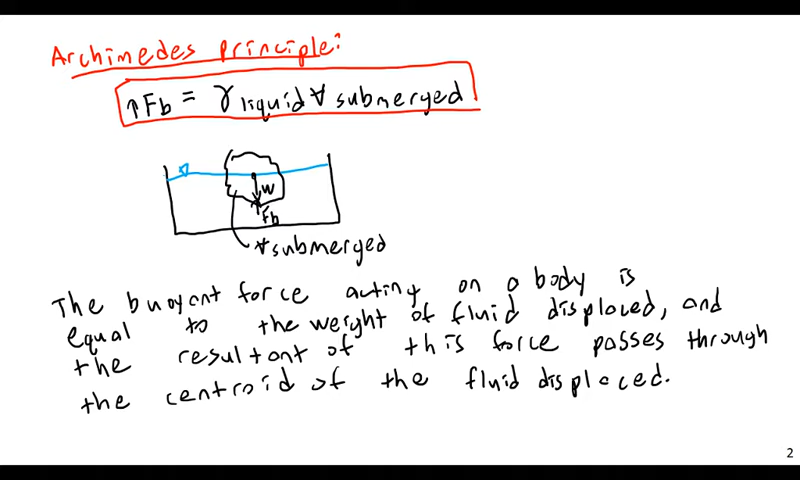 Archimedes principle:
↑Fb = γ liquid ∀ submerged
W
Fb
∀ submerged
The buoyant force acting on a body is
equal to the weight of fluid displaced, and
the resultant of this force passes through
the centroid of the fluid displaced.
2